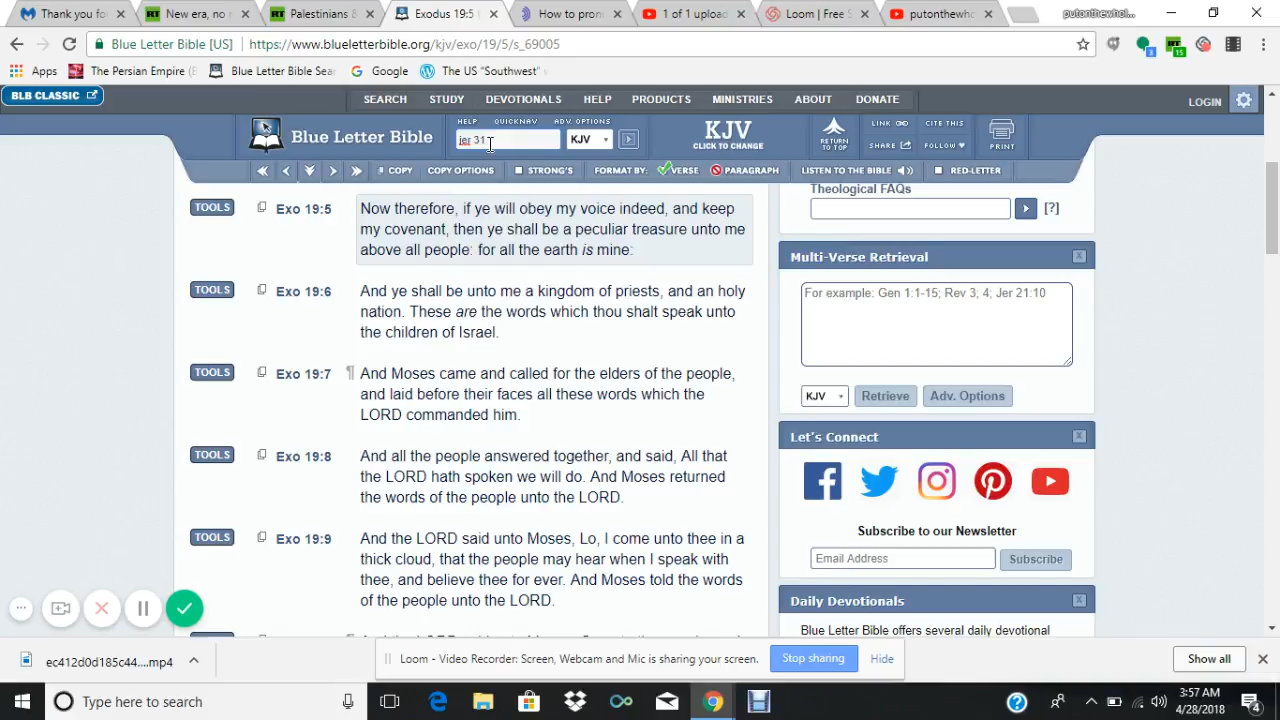 Thank you f
New era, no r
Palestinians &
Exodus 19:5
How to pron
1 of 1 upload
Loom | Free S
putonthewh
putonthewhol...
Blue Letter Bible [US]
https://www.blueletterbible.org/kjv/exo/19/5/s_69005
3
15
Apps
The Persian Empire (
Blue Letter Bible Sea
Google
The US "Southwest"
BLB CLASSIC
SEARCH STUDY DEVOTIONALS HELP PRODUCTS MINISTRIES ABOUT DONATE
LOGIN
Blue Letter Bible
HELP QUICKNAV ADV. OPTIONS
jer 31
KJV
KJV
CLICK TO CHANGE
RETURN
TO TOP
LINK CITE THIS
SHARE FOLLOW
PRINT
COPY COPY OPTIONS STRONG'S FORMAT BY: VERSE PARAGRAPH LISTEN TO THE BIBLE RED-LETTER
TOOLS Exo 19:5 Now therefore, if ye will obey my voice indeed, and keep
my covenant, then ye shall be a peculiar treasure unto me
above all people: for all the earth is mine:
TOOLS Exo 19:6 And ye shall be unto me a kingdom of priests, and an holy
nation. These are the words which thou shalt speak unto
the children of Israel.
TOOLS Exo 19:7 ¶ And Moses came and called for the elders of the people,
and laid before their faces all these words which the
LORD commanded him.
TOOLS Exo 19:8 And all the people answered together, and said, All that
the LORD hath spoken we will do. And Moses returned
the words of the people unto the LORD.
TOOLS Exo 19:9 And the LORD said unto Moses, Lo, I come unto thee in a
thick cloud, that the people may hear when I speak with
thee, and believe thee for ever. And Moses told the words
of the people unto the LORD.
Theological FAQs
[?]
Multi-Verse Retrieval
For example: Gen 1:1-15; Rev 3; 4; Jer 21:10
KJV Retrieve Adv. Options
Let's Connect
Subscribe to our Newsletter
Email Address Subscribe
Daily Devotionals
Blue Letter Bible offers several daily devotional
ec412d0d185c44....mp4
Loom - Video Recorder: Screen, Webcam and Mic is sharing your screen.
Stop sharing
Hide
Show all
Type here to search
3:57 AM
4/28/2018
4